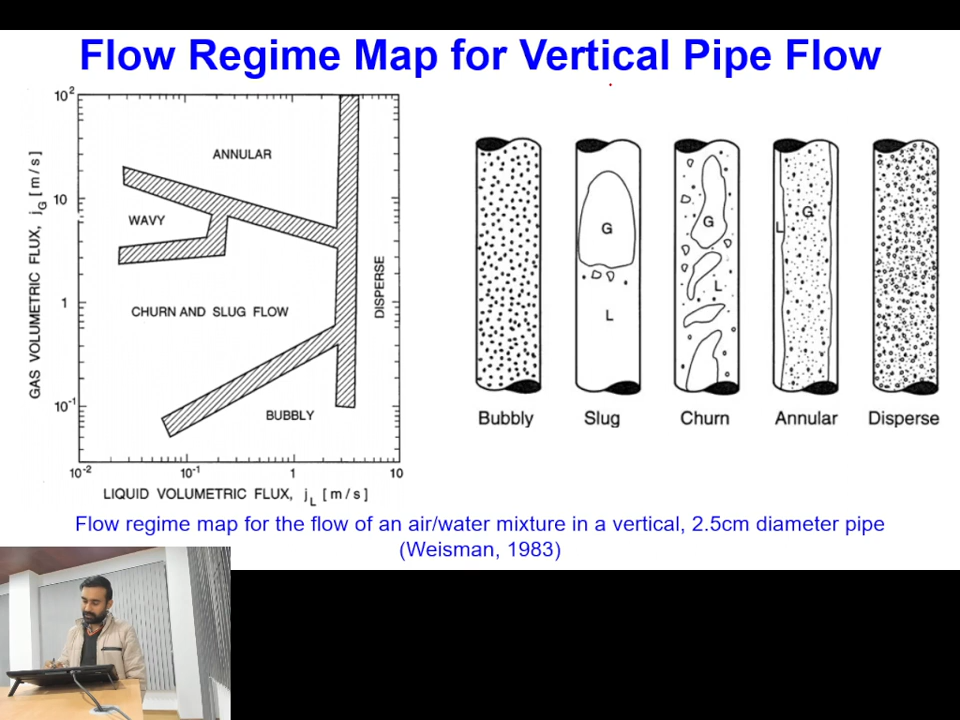 Flow Regime Map for Vertical Pipe Flow
10²
ANNULAR
10
WAVY
GAS VOLUMETRIC FLUX, jG [m/s]
DISPERSE
1
CHURN AND SLUG FLOW
10⁻¹
BUBBLY
10⁻² 10⁻¹ 1 10
LIQUID VOLUMETRIC FLUX, jL [m/s]
G
L
G
L
L
G
Bubbly Slug Churn Annular Disperse
Flow regime map for the flow of an air/water mixture in a vertical, 2.5cm diameter pipe
(Weisman, 1983)